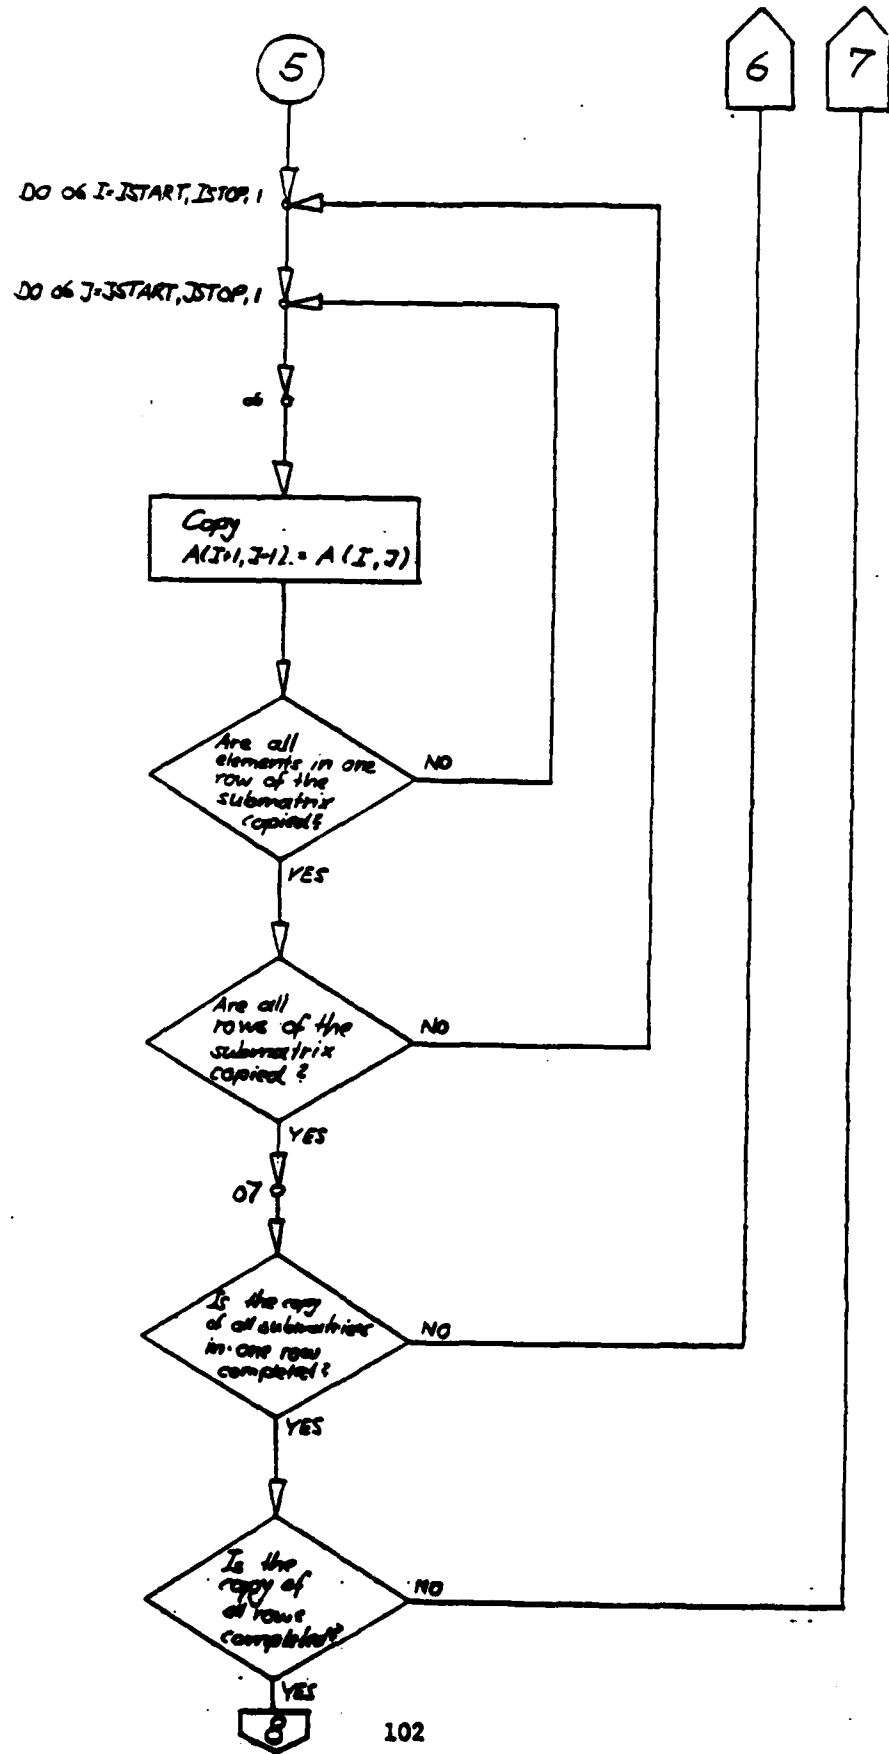 5
6
7
DO 06 I=ISTART, ISTOP, 1
DO 06 J=JSTART, JSTOP, 1
06
Copy
A(I+1, J+1) = A(I, J)
Are all
elements in one
row of the
submatrix
copied?
NO
YES
Are all
rows of the
submatrix
copied?
NO
YES
07
Is the copy
of all submatrices
in one row
completed?
NO
YES
Is the
copy of
all rows
completed?
NO
YES
8
102